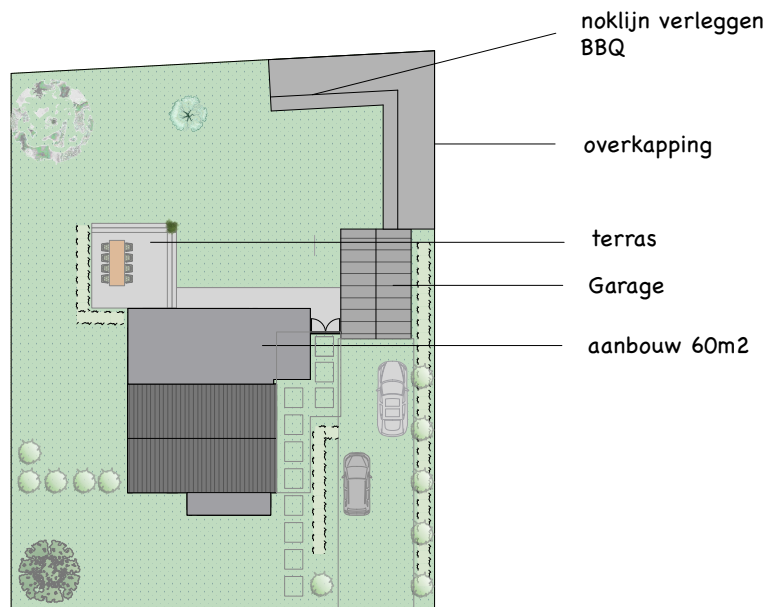 noklijn verleggen
BBQ
overkapping
terras
Garage
aanbouw 60m2